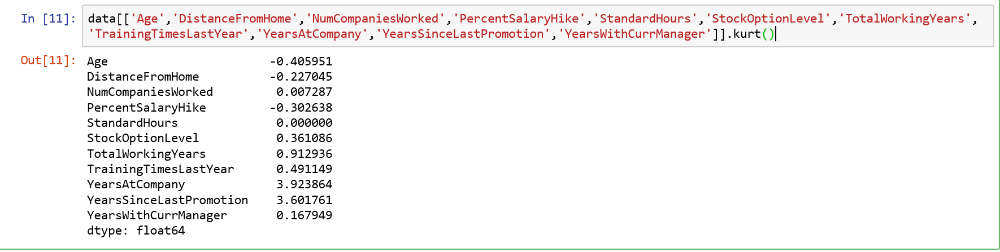 In [11]: data[['Age','DistanceFromHome','NumCompaniesWorked','PercentSalaryHike','StandardHours','StockOptionLevel','TotalWorkingYears',
'TrainingTimesLastYear','YearsAtCompany','YearsSinceLastPromotion','YearsWithCurrManager']].kurt()
Out[11]: Age -0.405951
DistanceFromHome -0.227045
NumCompaniesWorked 0.007287
PercentSalaryHike -0.302638
StandardHours 0.000000
StockOptionLevel 0.361086
TotalWorkingYears 0.912936
TrainingTimesLastYear 0.491149
YearsAtCompany 3.923864
YearsSinceLastPromotion 3.601761
YearsWithCurrManager 0.167949
dtype: float64